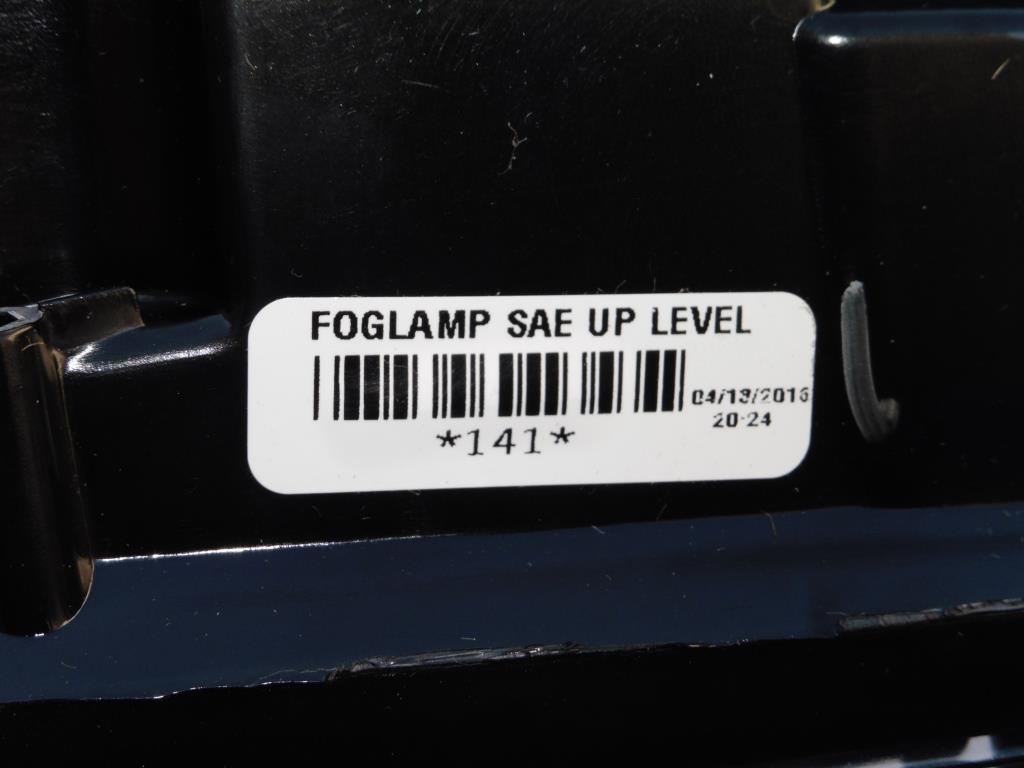 FOGLAMP SAE UP LEVEL
04/13/2016
20:24
*141*